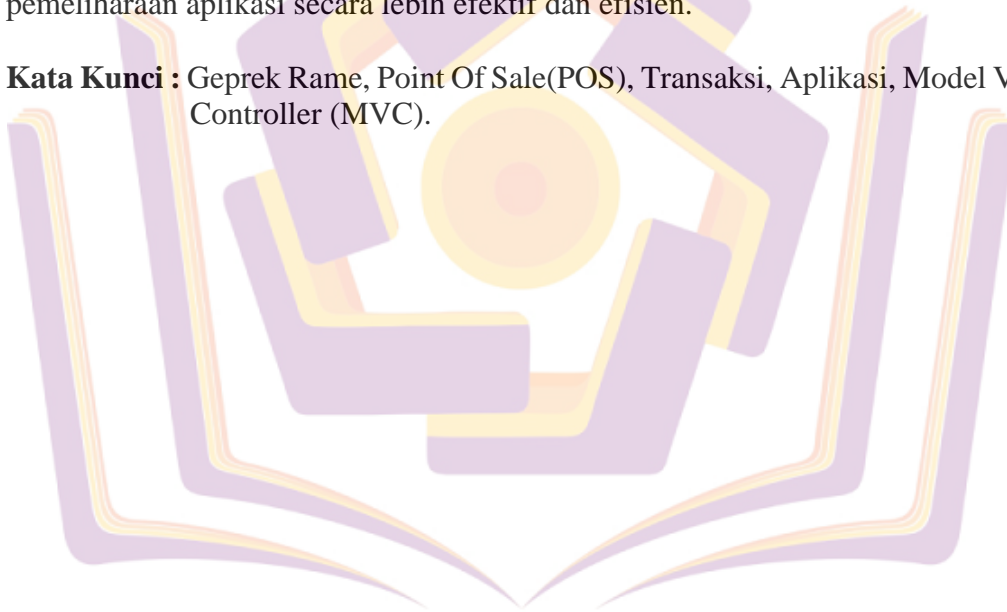 pemeliharaan aplikasi secara lebih efektif dan efisien.
Kata Kunci : Geprek Rame, Point Of Sale(POS), Transaksi, Aplikasi, Model
Controller (MVC).